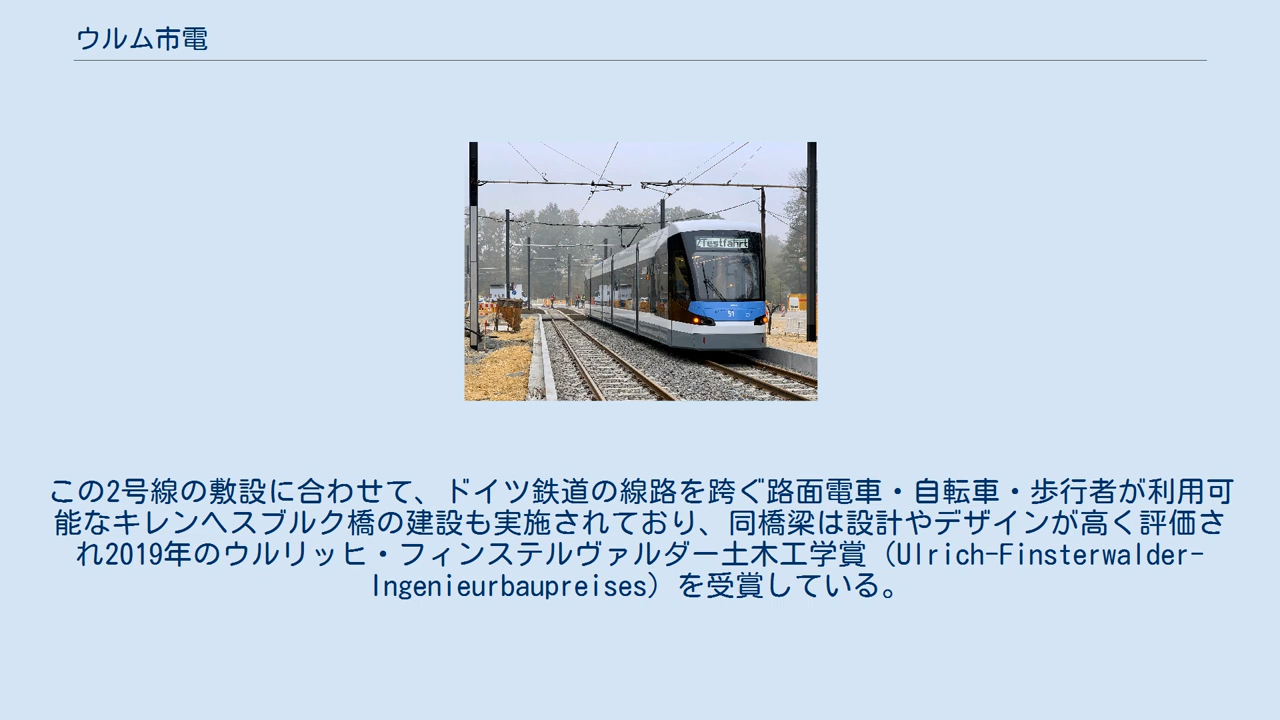 ウルム市電
Testfahrt
51
この2号線の敷設に合わせて、ドイツ鉄道の線路を跨ぐ路面電車・自転車・歩行者が利用可
能なキレンヘスブルク橋の建設も実施されており、同橋梁は設計やデザインが高く評価さ
れ2019年のウルリッヒ・フィンステルヴァルダー土木工学賞（Ulrich-Finsterwalder-
Ingenieurbaupreises）を受賞している。